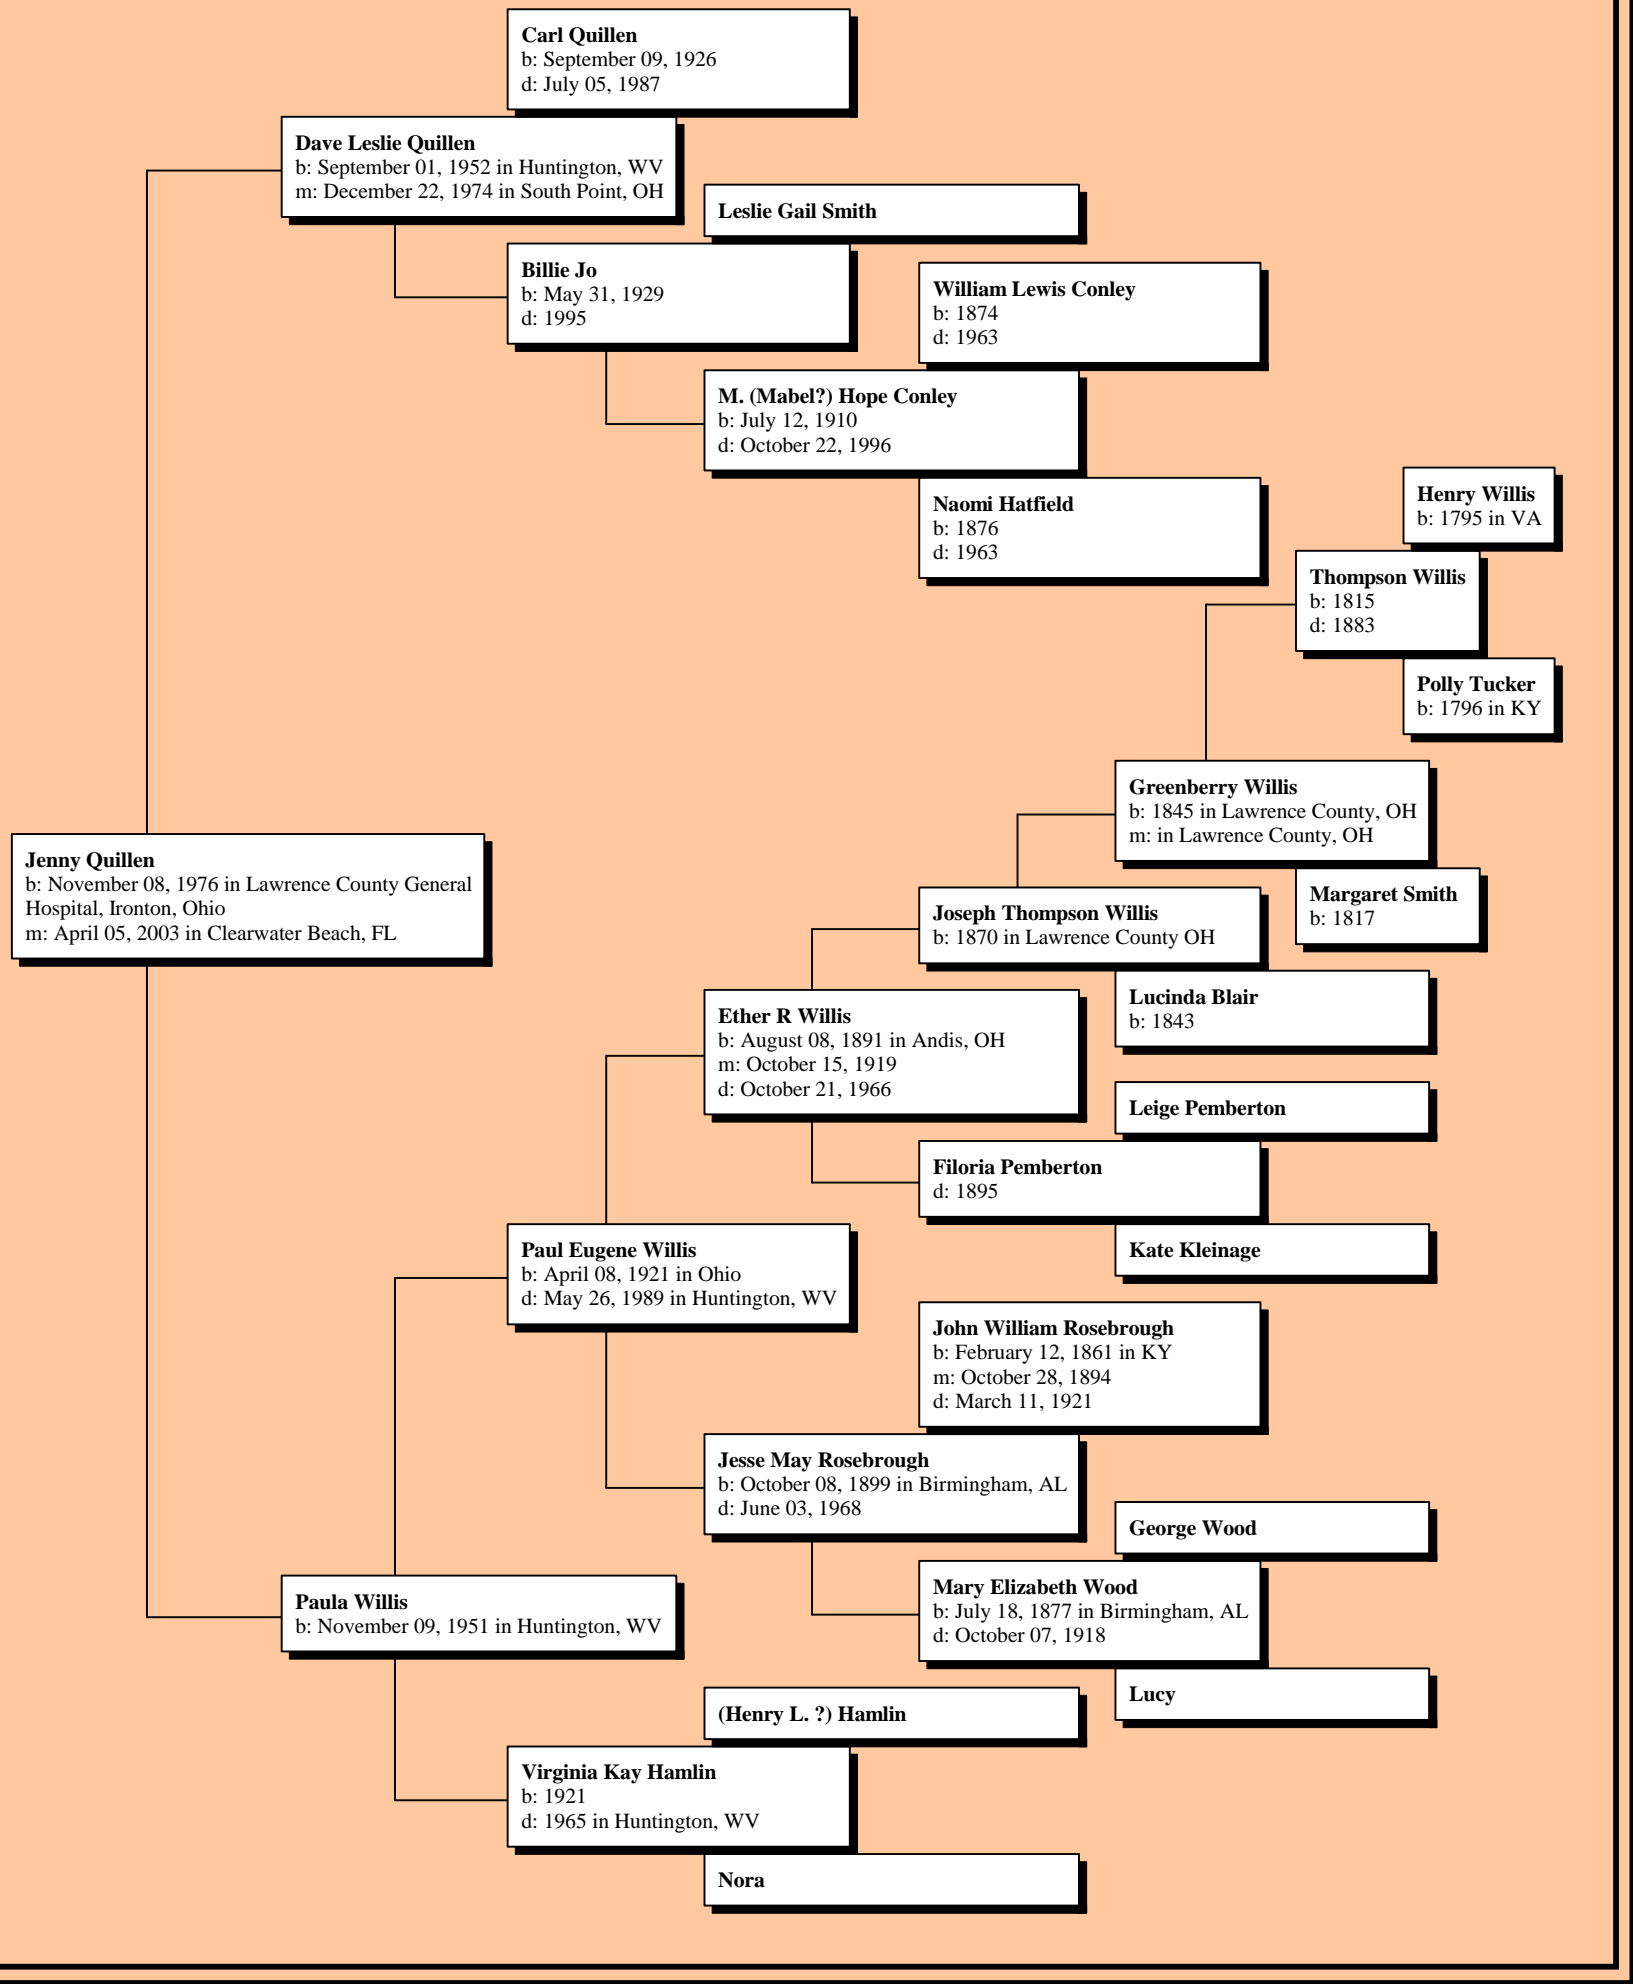 Carl Quillen
b: September 09, 1926
d: July 05, 1987
Dave Leslie Quillen
b: September 01, 1952 in Huntington, WV
m: December 22, 1974 in South Point, OH
Leslie Gail Smith
Billie Jo
b: May 31, 1929
d: 1995
William Lewis Conley
b: 1874
d: 1963
M. (Mabel?) Hope Conley
b: July 12, 1910
d: October 22, 1996
Naomi Hatfield
b: 1876
d: 1963
Henry Willis
b: 1795 in VA
Thompson Willis
b: 1815
d: 1883
Polly Tucker
b: 1796 in KY
Greenberry Willis
b: 1845 in Lawrence County, OH
m: in Lawrence County, OH
Jenny Quillen
b: November 08, 1976 in Lawrence County General
Hospital, Ironton, Ohio
m: April 05, 2003 in Clearwater Beach, FL
Margaret Smith
b: 1817
Joseph Thompson Willis
b: 1870 in Lawrence County OH
Lucinda Blair
b: 1843
Ether R Willis
b: August 08, 1891 in Andis, OH
m: October 15, 1919
d: October 21, 1966
Leige Pemberton
Filoria Pemberton
d: 1895
Kate Kleinage
Paul Eugene Willis
b: April 08, 1921 in Ohio
d: May 26, 1989 in Huntington, WV
John William Rosebrough
b: February 12, 1861 in KY
m: October 28, 1894
d: March 11, 1921
Jesse May Rosebrough
b: October 08, 1899 in Birmingham, AL
d: June 03, 1968
George Wood
Mary Elizabeth Wood
b: July 18, 1877 in Birmingham, AL
d: October 07, 1918
Paula Willis
b: November 09, 1951 in Huntington, WV
Lucy
(Henry L. ?) Hamlin
Virginia Kay Hamlin
b: 1921
d: 1965 in Huntington, WV
Nora